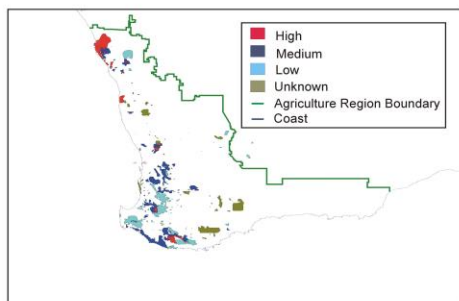 High
Medium
Low
Unknown
Agriculture Region Boundary
Coast